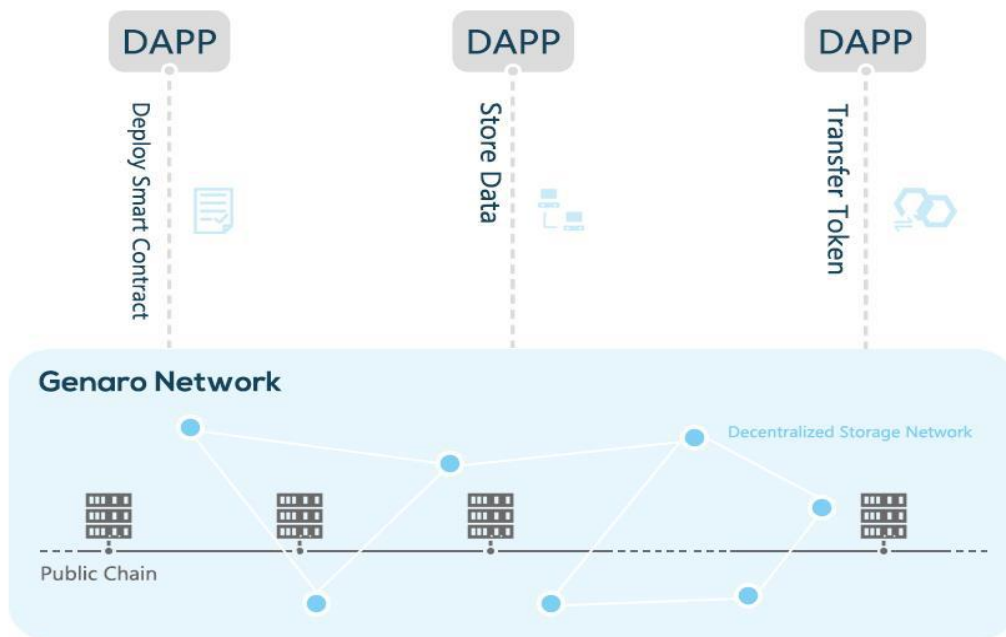 DAPP
DAPP
DAPP
Deploy Smart Contract
Store Data
Transfer Token
Genaro Network
Decentralized Storage Network
Public Chain